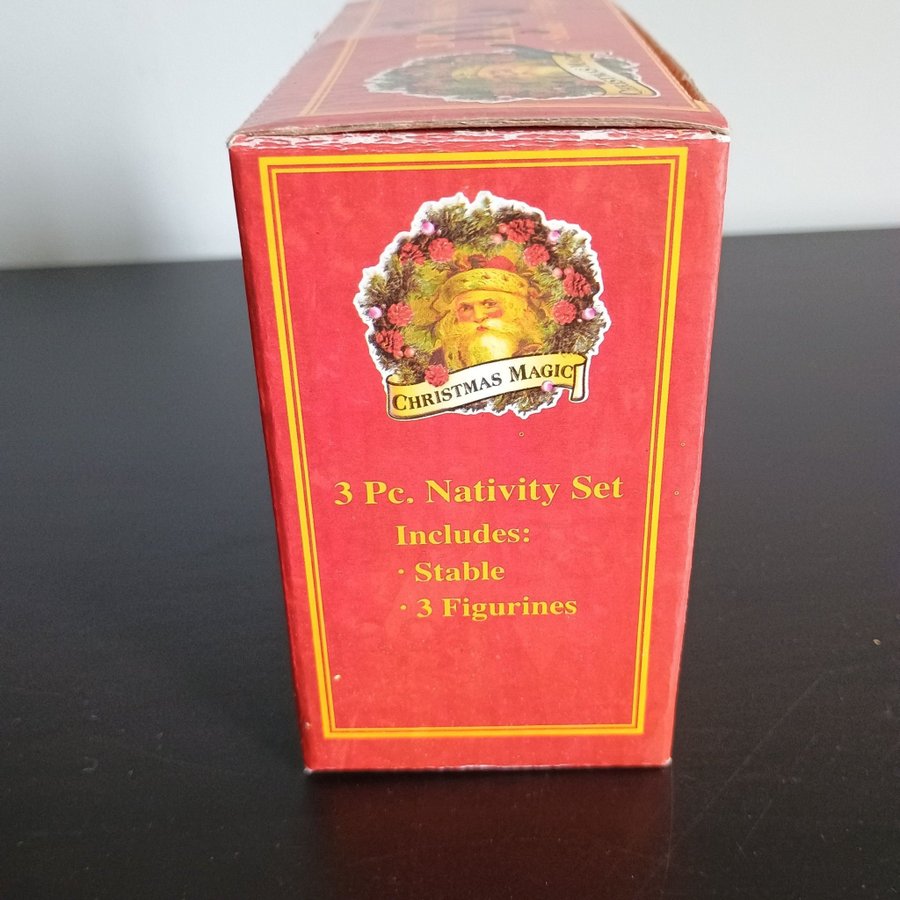 CHRISTMAS MAGIC
3 Pc. Nativity Set
Includes:
· Stable
· 3 Figurines